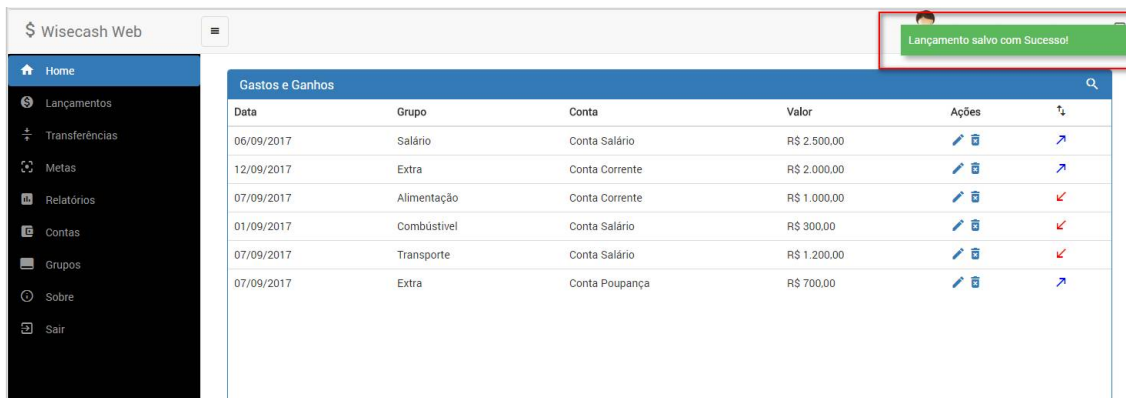 $ Wisecash Web
Lançamento salvo com Sucesso!
Home
Lançamentos
Transferências
Metas
Relatórios
Contas
Grupos
Sobre
Sair
Gastos e Ganhos
Data Grupo Conta Valor Ações
06/09/2017 Salário Conta Salário R$ 2.500,00
12/09/2017 Extra Conta Corrente R$ 2.000,00
07/09/2017 Alimentação Conta Corrente R$ 1.000,00
01/09/2017 Combústivel Conta Salário R$ 300,00
07/09/2017 Transporte Conta Salário R$ 1.200,00
07/09/2017 Extra Conta Poupança R$ 700,00